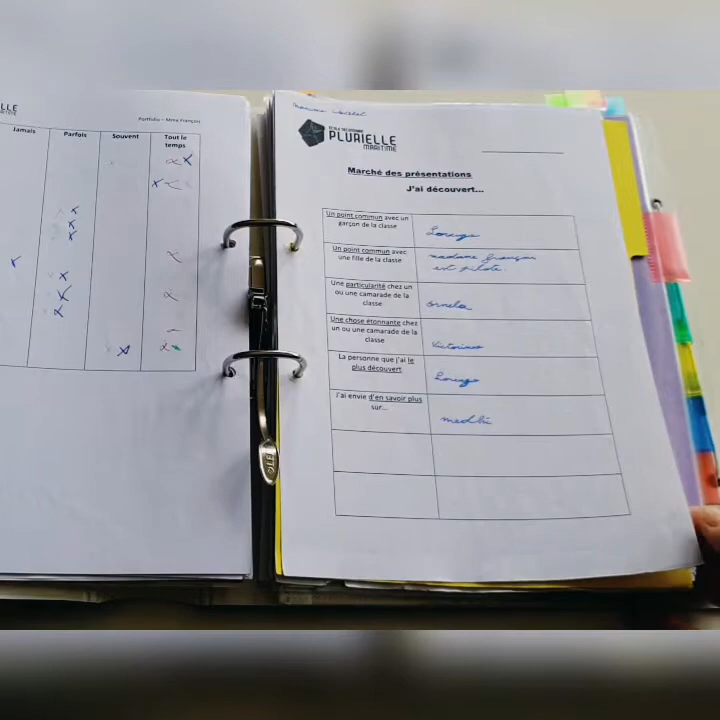 ELLE
Portfolio – Mme François
Jamais
Parfois
Souvent
Tout le
temps
ÉCOLE SECONDAIRE
PLURIELLE
MARITIME
Marché des présentations
J'ai découvert...
Un point commun avec un
garçon de la classe
Lorenzo
Un point commun avec
une fille de la classe
madame françois
est pilote.
Une particularité chez un
ou une camarade de la
classe
ornela
Une chose étonnante chez
un ou une camarade de la
classe
La personne que j'ai le
plus découvert
Lorenzo
J'ai envie d'en savoir plus
sur...
medhi